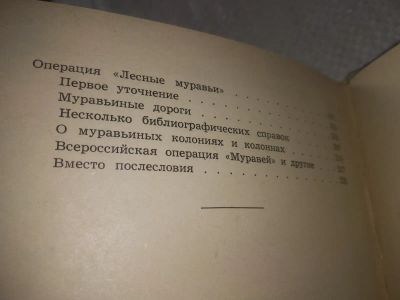 Операция «Лесные муравьи» . . . . . .
Первое уточнение . . . . . . . . . .
Муравьиные дороги . . . . . . . . .
Несколько библиографических справок . .
О муравьиных колониях и колоннах . . .
Всероссийская операция «Муравей» и другие .
Вместо послесловия . . . . . . . . .